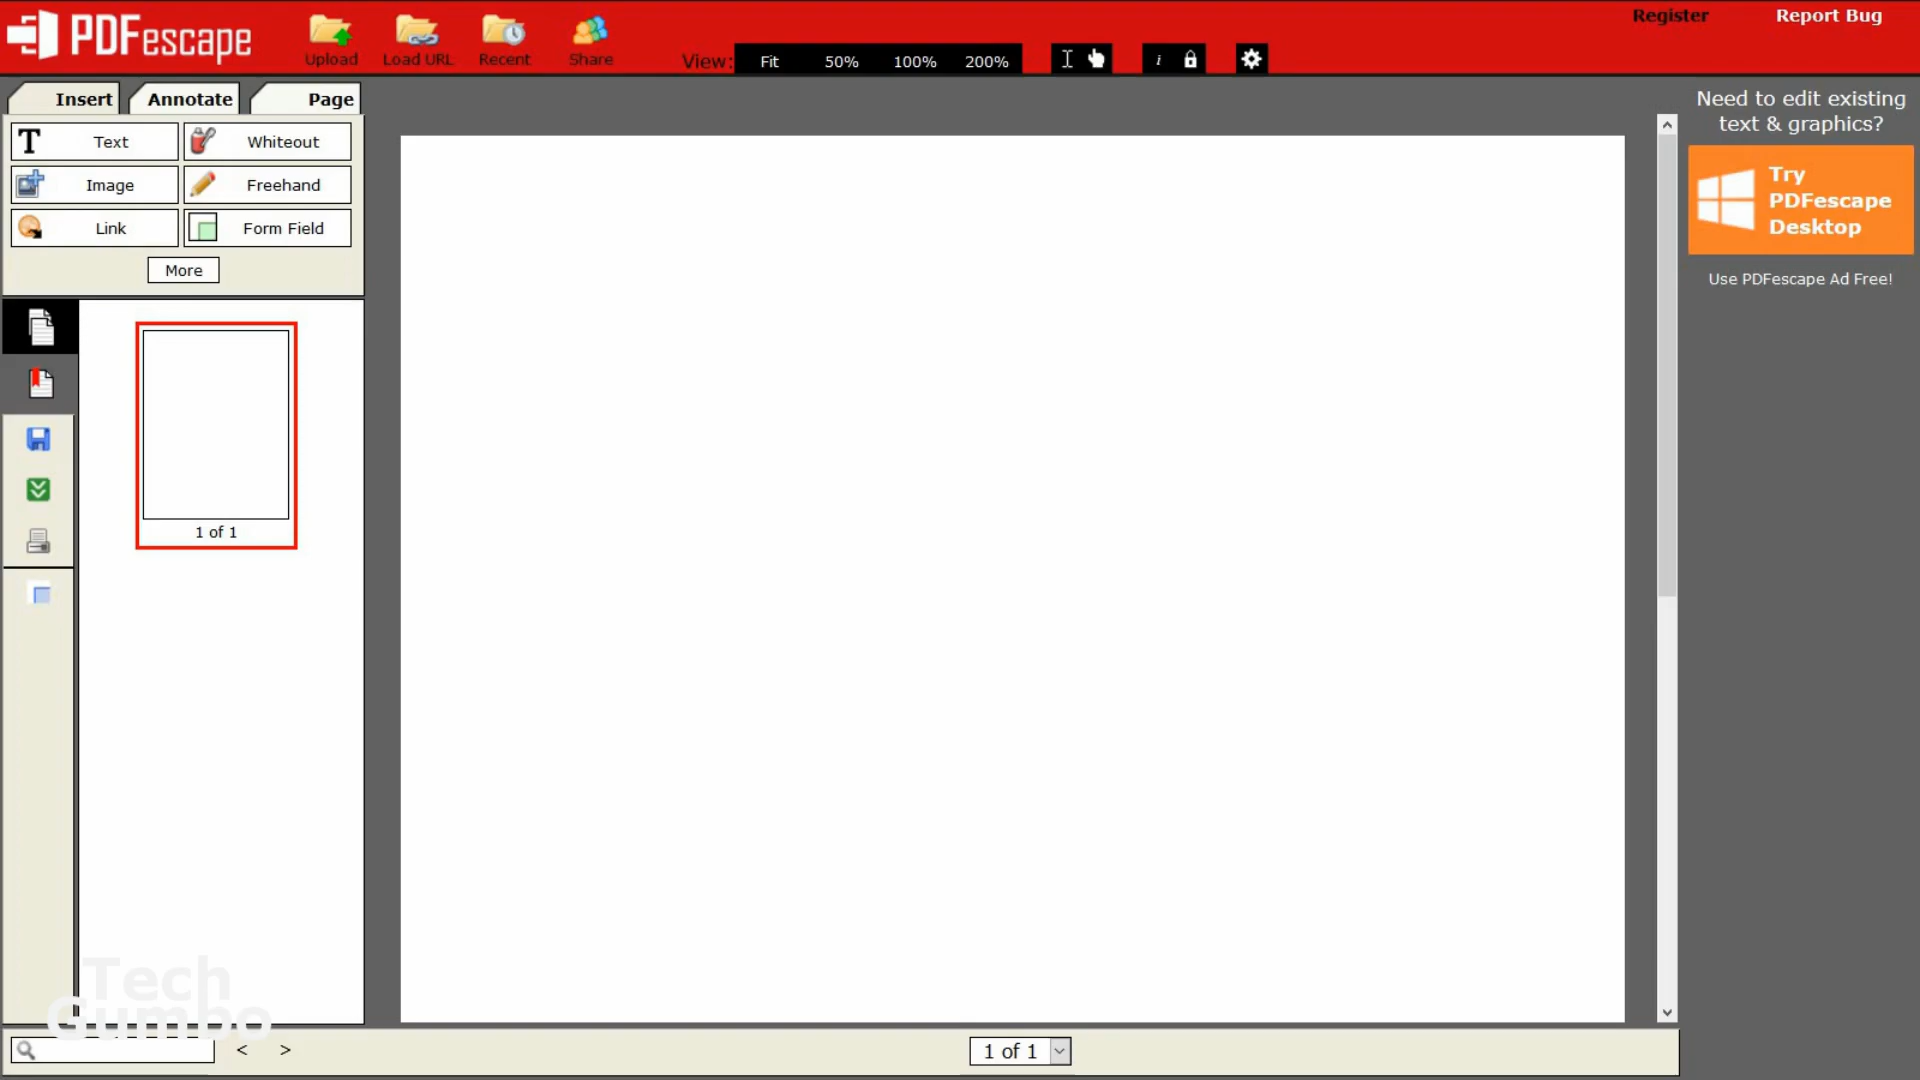 PDFescape
Upload
Load URL
Recent
Share
View:
Fit
50%
100%
200%
i
Register
Report Bug
Insert
Annotate
Page
T
Text
Whiteout
Image
Freehand
Link
Form Field
More
1 of 1
Need to edit existing
text & graphics?
Try
PDFescape
Desktop
Use PDFescape Ad Free!
Tech
Gumbo
<
>
1 of 1